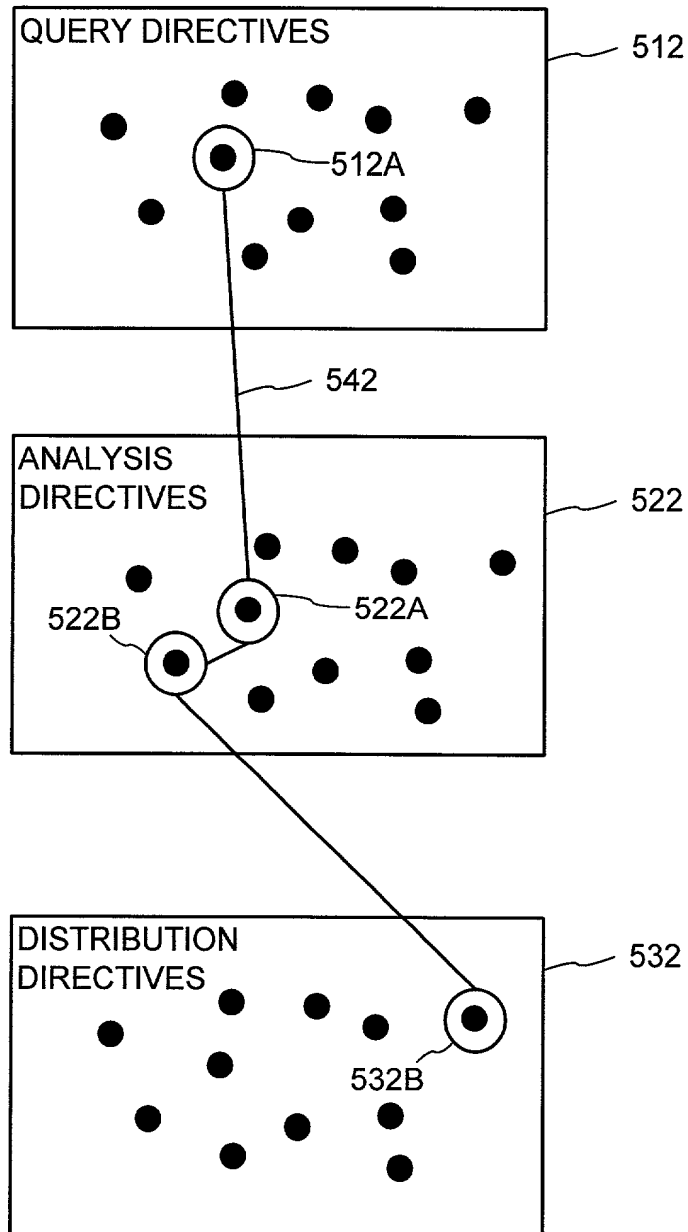 QUERY DIRECTIVES
512
512A
542
ANALYSIS
DIRECTIVES
522
522A
522B
DISTRIBUTION
DIRECTIVES
532
532B